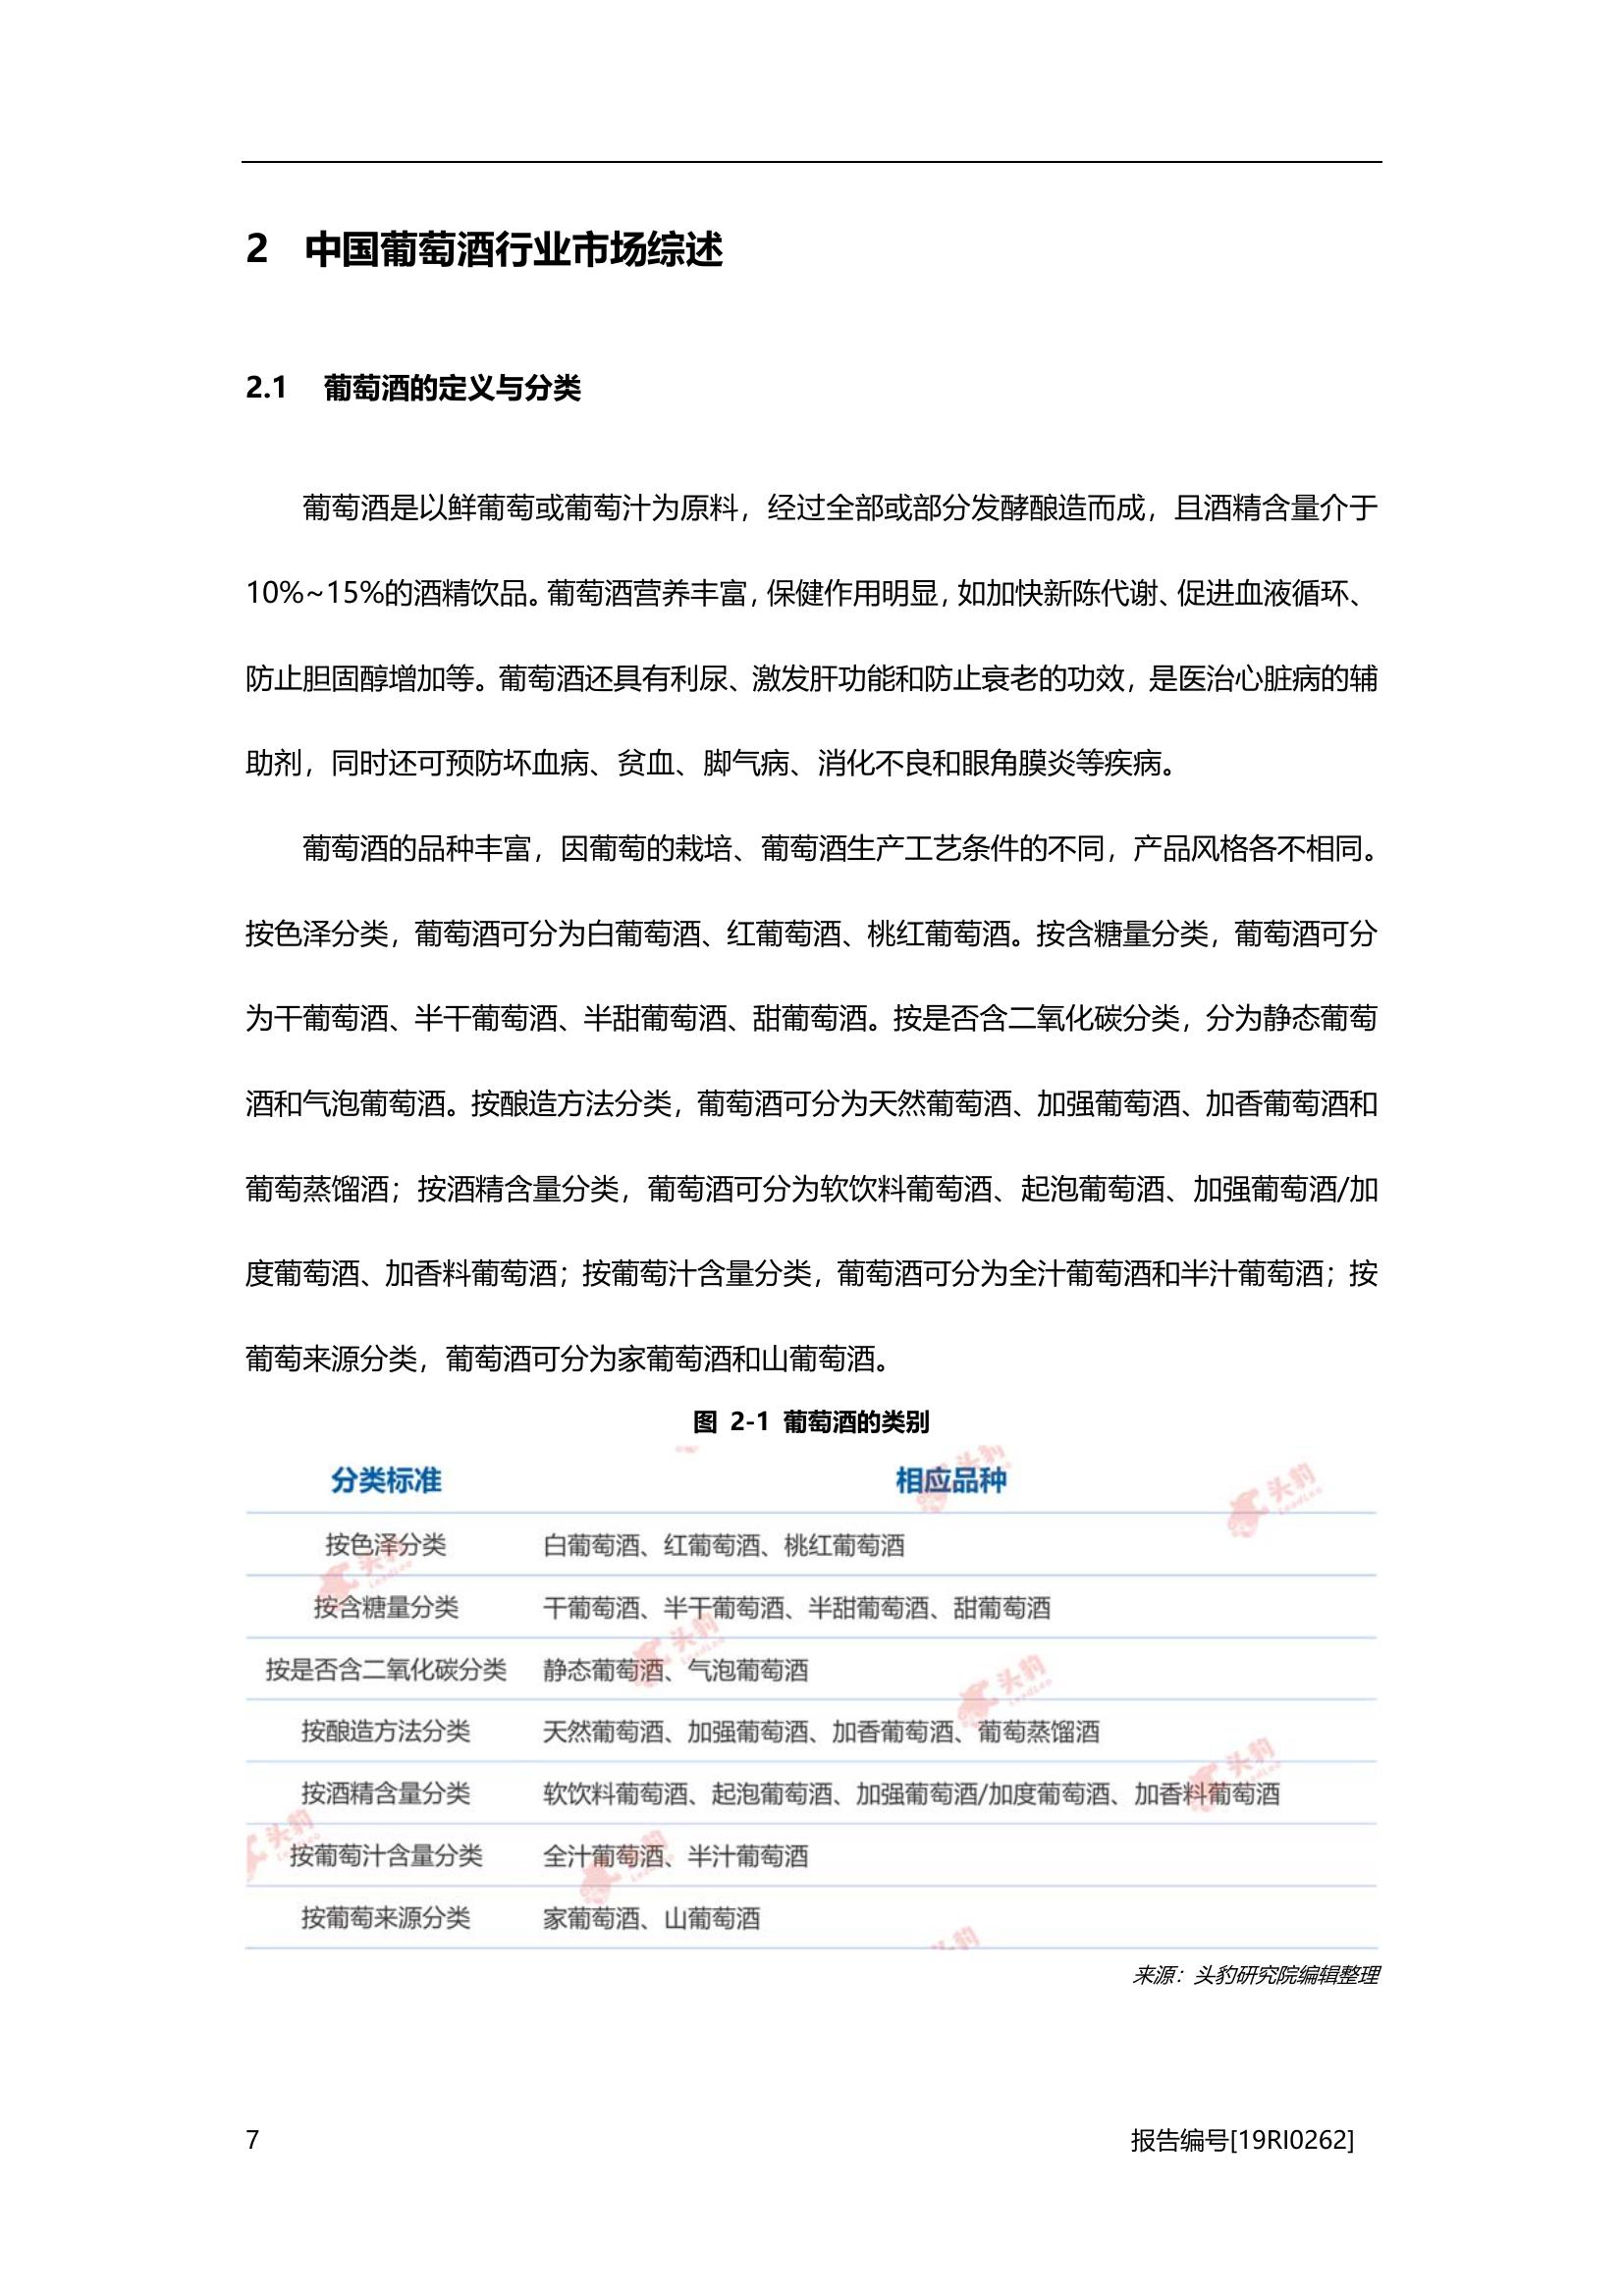 2 中国葡萄酒行业市场综述
2.1 葡萄酒的定义与分类
葡萄酒是以鲜葡萄或葡萄汁为原料，经过全部或部分发酵酿造而成，且酒精含量介于
10%~15%的酒精饮品。葡萄酒营养丰富，保健作用明显，如加快新陈代谢、促进血液循环、
防止胆固醇增加等。葡萄酒还具有利尿、激发肝功能和防止衰老的功效，是医治心脏病的辅
助剂，同时还可预防坏血病、贫血、脚气病、消化不良和眼角膜炎等疾病。
葡萄酒的品种丰富，因葡萄的栽培、葡萄酒生产工艺条件的不同，产品风格各不相同。
按色泽分类，葡萄酒可分为白葡萄酒、红葡萄酒、桃红葡萄酒。按含糖量分类，葡萄酒可分
为干葡萄酒、半干葡萄酒、半甜葡萄酒、甜葡萄酒。按是否含二氧化碳分类，分为静态葡萄
酒和气泡葡萄酒。按酿造方法分类，葡萄酒可分为天然葡萄酒、加强葡萄酒、加香葡萄酒和
葡萄蒸馏酒；按酒精含量分类，葡萄酒可分为软饮料葡萄酒、起泡葡萄酒、加强葡萄酒/加
度葡萄酒、加香料葡萄酒；按葡萄汁含量分类，葡萄酒可分为全汁葡萄酒和半汁葡萄酒；按
葡萄来源分类，葡萄酒可分为家葡萄酒和山葡萄酒。
图 2-1 葡萄酒的类别
分类标准 相应品种
按色泽分类 白葡萄酒、红葡萄酒、桃红葡萄酒
按含糖量分类 干葡萄酒、半干葡萄酒、半甜葡萄酒、甜葡萄酒
按是否含二氧化碳分类 静态葡萄酒、气泡葡萄酒
按酿造方法分类 天然葡萄酒、加强葡萄酒、加香葡萄酒、葡萄蒸馏酒
按酒精含量分类 软饮料葡萄酒、起泡葡萄酒、加强葡萄酒/加度葡萄酒、加香料葡萄酒
按葡萄汁含量分类 全汁葡萄酒、半汁葡萄酒
按葡萄来源分类 家葡萄酒、山葡萄酒
来源：头豹研究院编辑整理
7 报告编号[19RI0262]
头豹
LeadLeo